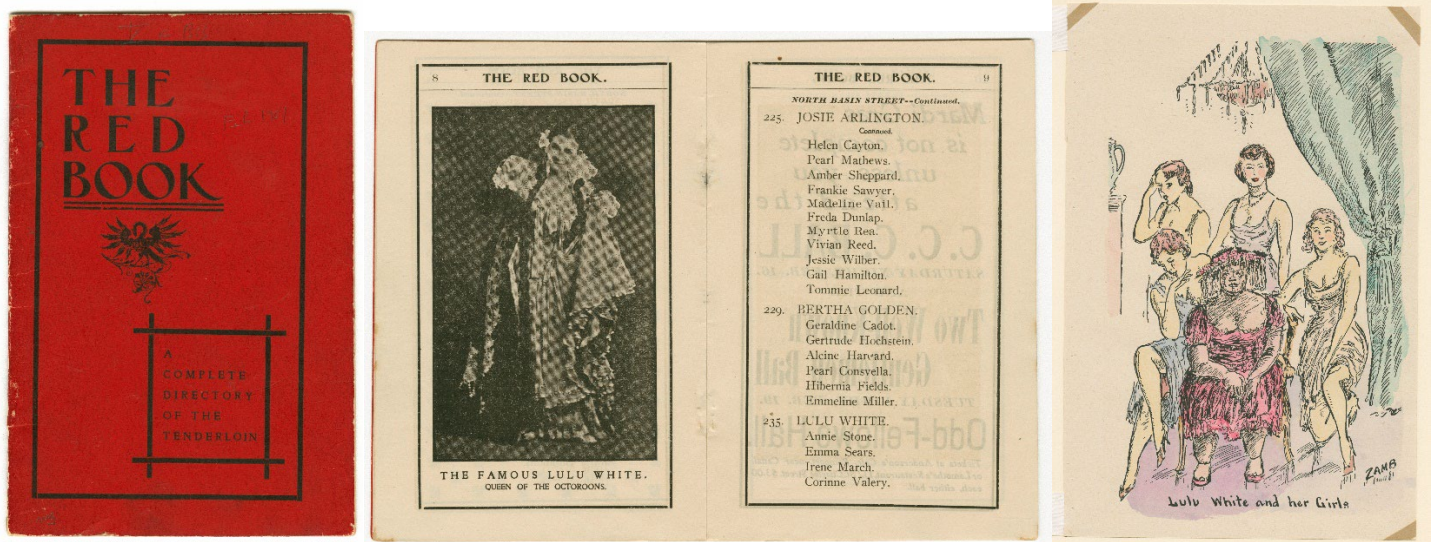 THE
RED
BOOK
A
COMPLETE
DIRECTORY
OF THE
TENDERLOIN
8 THE RED BOOK.
THE FAMOUS LULU WHITE.
QUEEN OF THE OCTOROONS.
THE RED BOOK. 9
NORTH BASIN STREET--Continued.
225. JOSIE ARLINGTON.
Continued.
Helen Cayton.
Pearl Mathews.
Amber Sheppard.
Frankie Sawyer,
Madeline Vail.
Freda Dunlap.
Myrtle Rea.
Vivian Reed.
Jessie Wilber.
Gail Hamilton.
Tommie Leonard.
229. BERTHA GOLDEN.
Geraldine Cadot.
Gertrude Hochstein.
Alcine Harvard.
Pearl Consvella.
Hibernia Fields.
Emmeline Miller.
235. LULU WHITE.
Annie Stone.
Emma Sears.
Irene March.
Corinne Valery.
ZAMB
Lulu White and her Girls